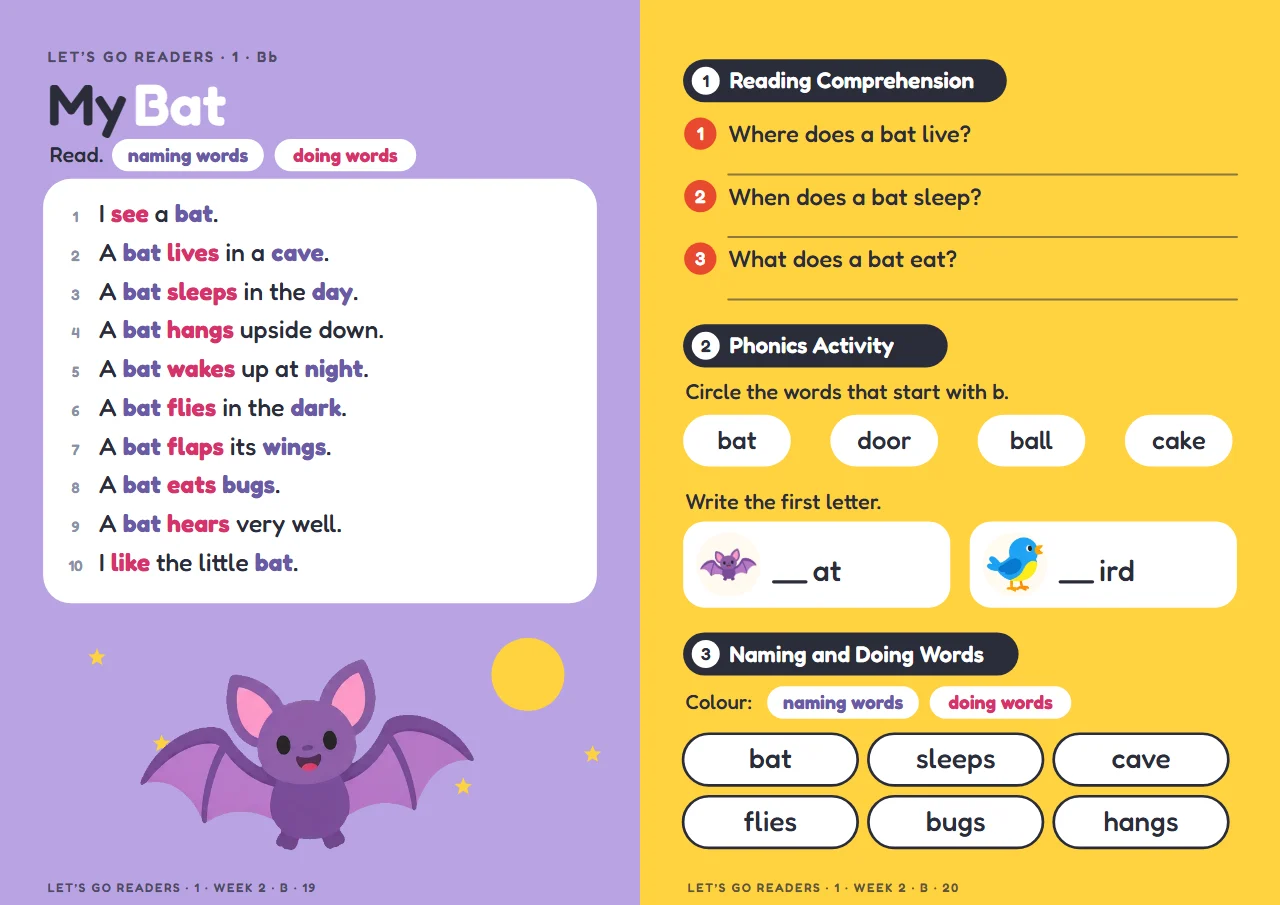 LET'S GO READERS · 1 · Bb
My Bat
Read. naming words doing words
1 I see a bat.
2 A bat lives in a cave.
3 A bat sleeps in the day.
4 A bat hangs upside down.
5 A bat wakes up at night.
6 A bat flies in the dark.
7 A bat flaps its wings.
8 A bat eats bugs.
9 A bat hears very well.
10 I like the little bat.
LET'S GO READERS · 1 · WEEK 2 · B · 19
1 Reading Comprehension
1 Where does a bat live?
2 When does a bat sleep?
3 What does a bat eat?
2 Phonics Activity
Circle the words that start with b.
bat door ball cake
Write the first letter.
__ at __ ird
3 Naming and Doing Words
Colour: naming words doing words
bat sleeps cave
flies bugs hangs
LET'S GO READERS · 1 · WEEK 2 · B · 20